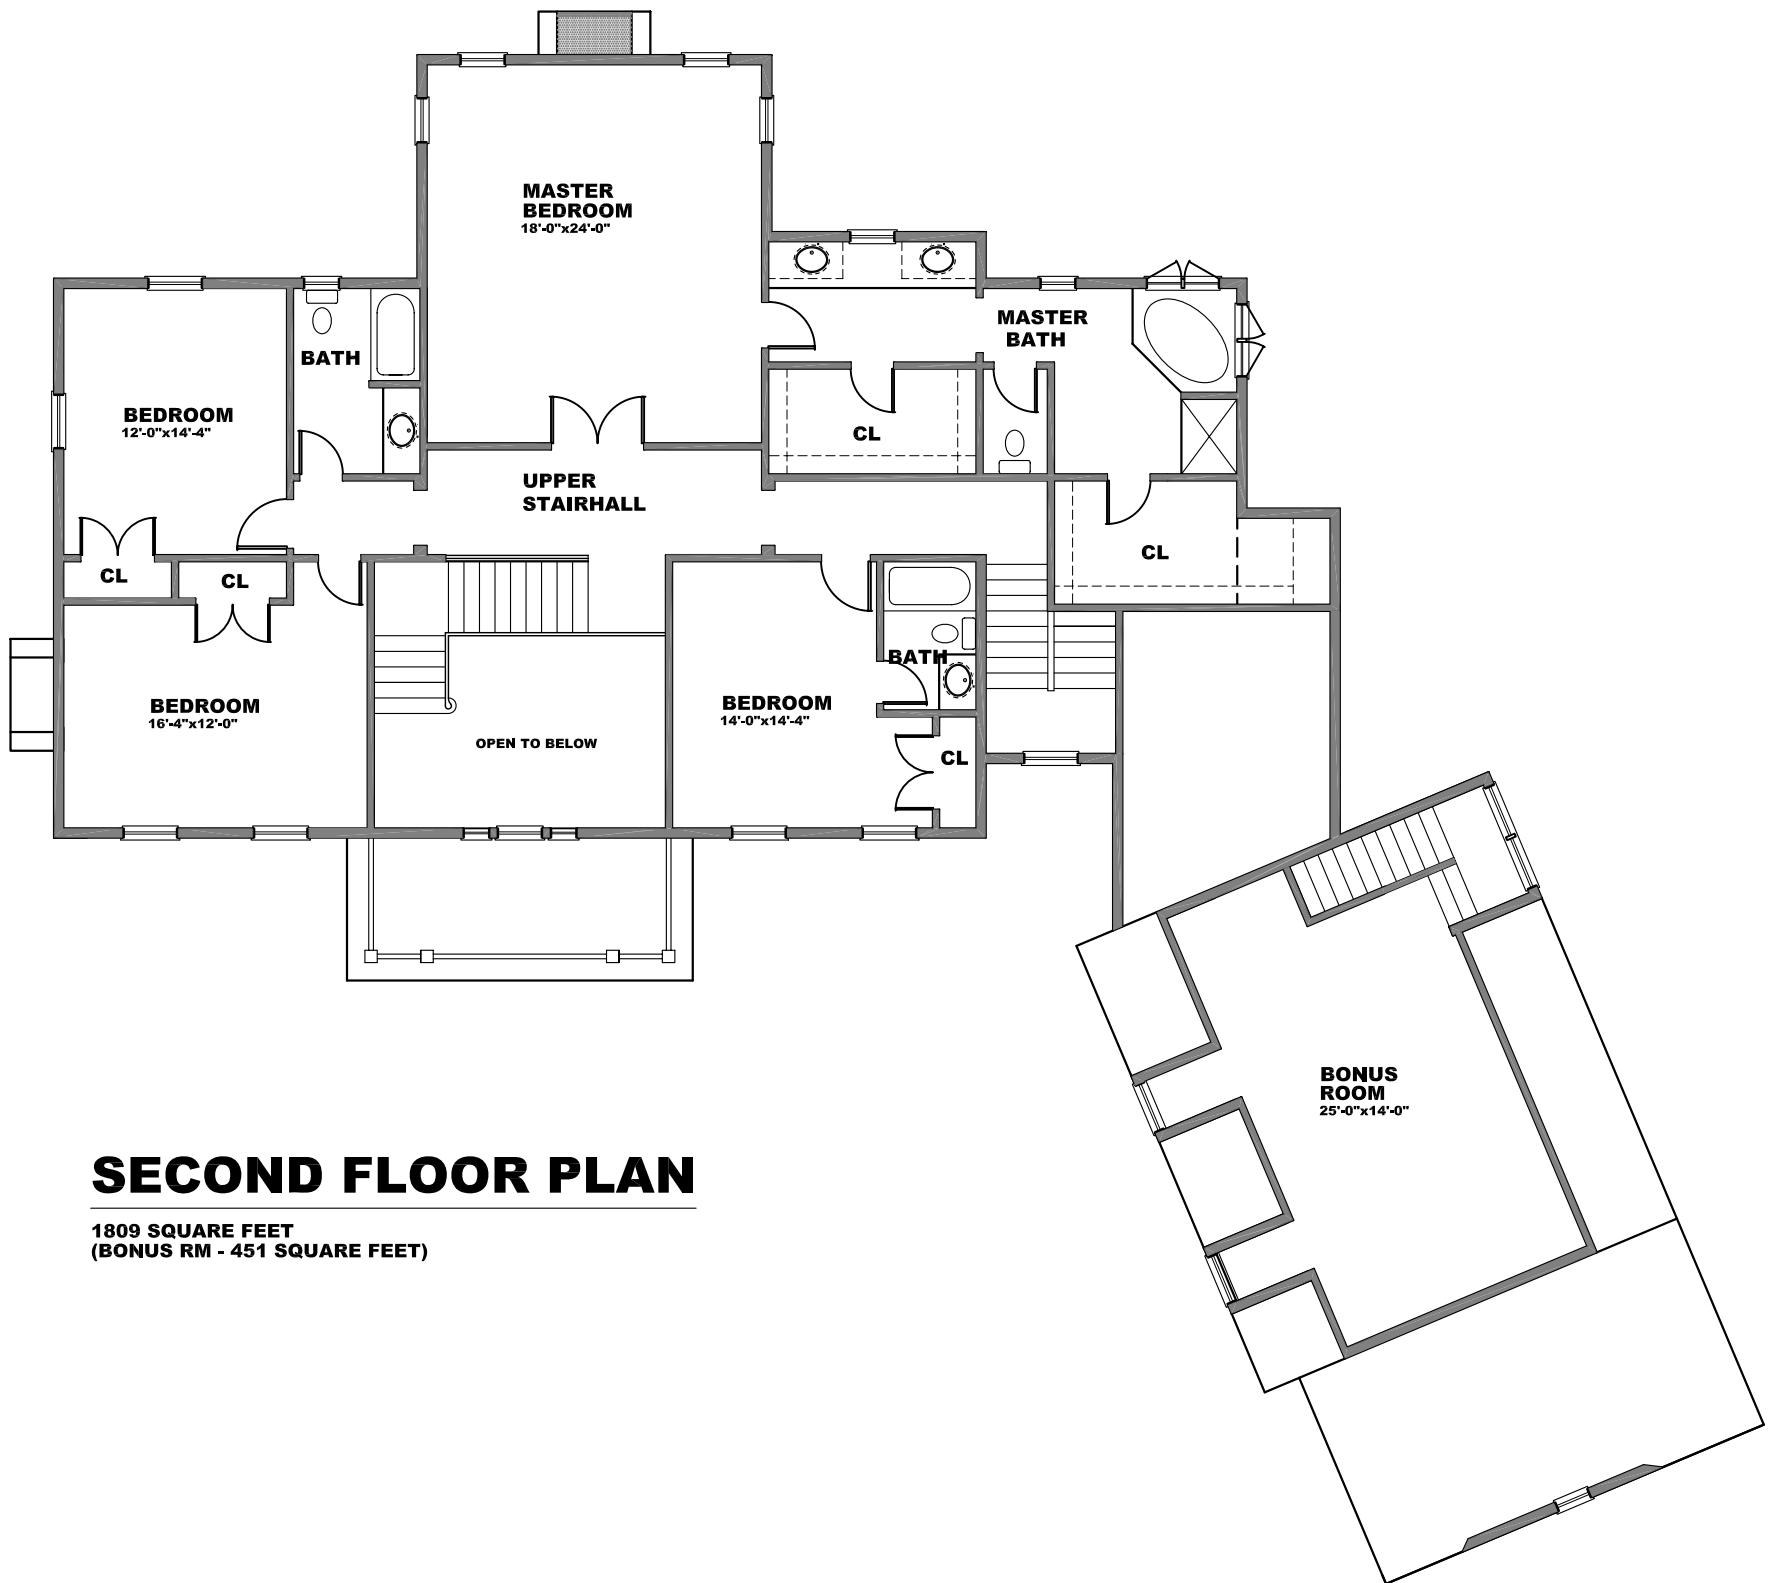 MASTER
BEDROOM
18'-0"x24'-0"
MASTER
BATH
BATH
BEDROOM
12'-0"x14'-4"
CL
UPPER
STAIRHALL
CL
CL
CL
BATH
BEDROOM
16'-4"x12'-0"
BEDROOM
14'-0"x14'-4"
OPEN TO BELOW
CL
BONUS
ROOM
25'-0"x14'-0"
SECOND FLOOR PLAN
1809 SQUARE FEET
(BONUS RM - 451 SQUARE FEET)